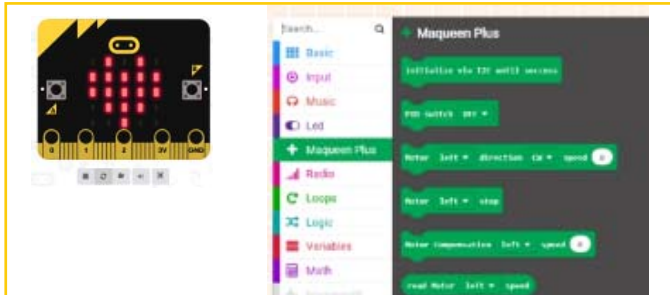 A
B
0 1 2 3V GND
Search...
Basic
Input
Music
Led
Maqueen Plus
Radio
Loops
Logic
Variables
Math
Maqueen Plus
initialize via I2C until success
PID switch OFF
Motor left direction CW speed 0
Motor left stop
Motor compensation left speed 0
read Motor left speed